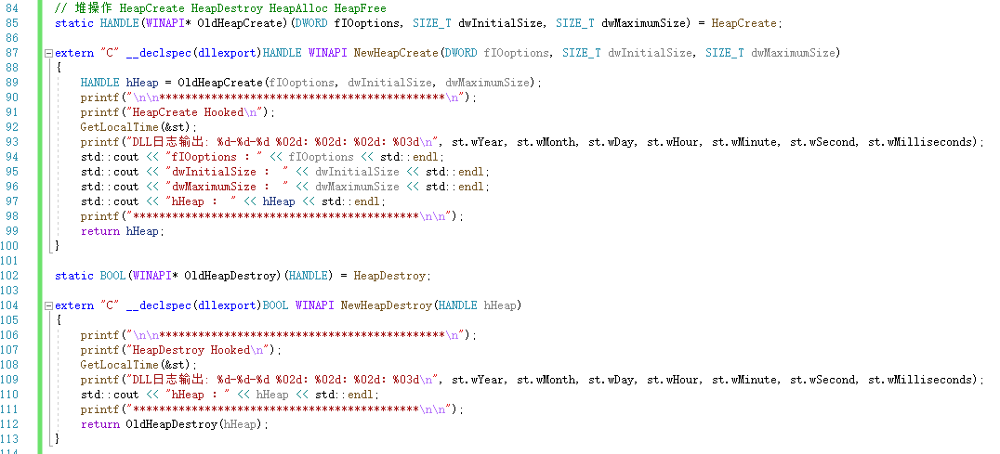 84 // 堆操作 HeapCreate HeapDestroy HeapAlloc HeapFree
85 static HANDLE(WINAPI* OldHeapCreate)(DWORD fIOoptions, SIZE_T dwInitialSize, SIZE_T dwMaximumSize) = HeapCreate;
86
87 extern "C" __declspec(dllexport)HANDLE WINAPI NewHeapCreate(DWORD fIOoptions, SIZE_T dwInitialSize, SIZE_T dwMaximumSize)
88 {
89 HANDLE hHeap = OldHeapCreate(fIOoptions, dwInitialSize, dwMaximumSize);
90 printf("\n\n********************************************\n");
91 printf("HeapCreate Hooked\n");
92 GetLocalTime(&st);
93 printf("DLL日志输出: %d-%d-%d %02d: %02d: %02d: %03d\n", st.wYear, st.wMonth, st.wDay, st.wHour, st.wMinute, st.wSecond, st.wMilliseconds);
94 std::cout << "fIOoptions : " << fIOoptions << std::endl;
95 std::cout << "dwInitialSize :  " << dwInitialSize << std::endl;
96 std::cout << "dwMaximumSize :  " << dwMaximumSize << std::endl;
97 std::cout << "hHeap :  " << hHeap << std::endl;
98 printf("********************************************\n\n");
99 return hHeap;
100 }
101
102 static BOOL(WINAPI* OldHeapDestroy)(HANDLE) = HeapDestroy;
103
104 extern "C" __declspec(dllexport)BOOL WINAPI NewHeapDestroy(HANDLE hHeap)
105 {
106 printf("\n\n********************************************\n");
107 printf("HeapDestroy Hooked\n");
108 GetLocalTime(&st);
109 printf("DLL日志输出: %d-%d-%d %02d: %02d: %02d: %03d\n", st.wYear, st.wMonth, st.wDay, st.wHour, st.wMinute, st.wSecond, st.wMilliseconds);
110 std::cout << "hHeap : " << hHeap << std::endl;
111 printf("********************************************\n\n");
112 return OldHeapDestroy(hHeap);
113 }
114